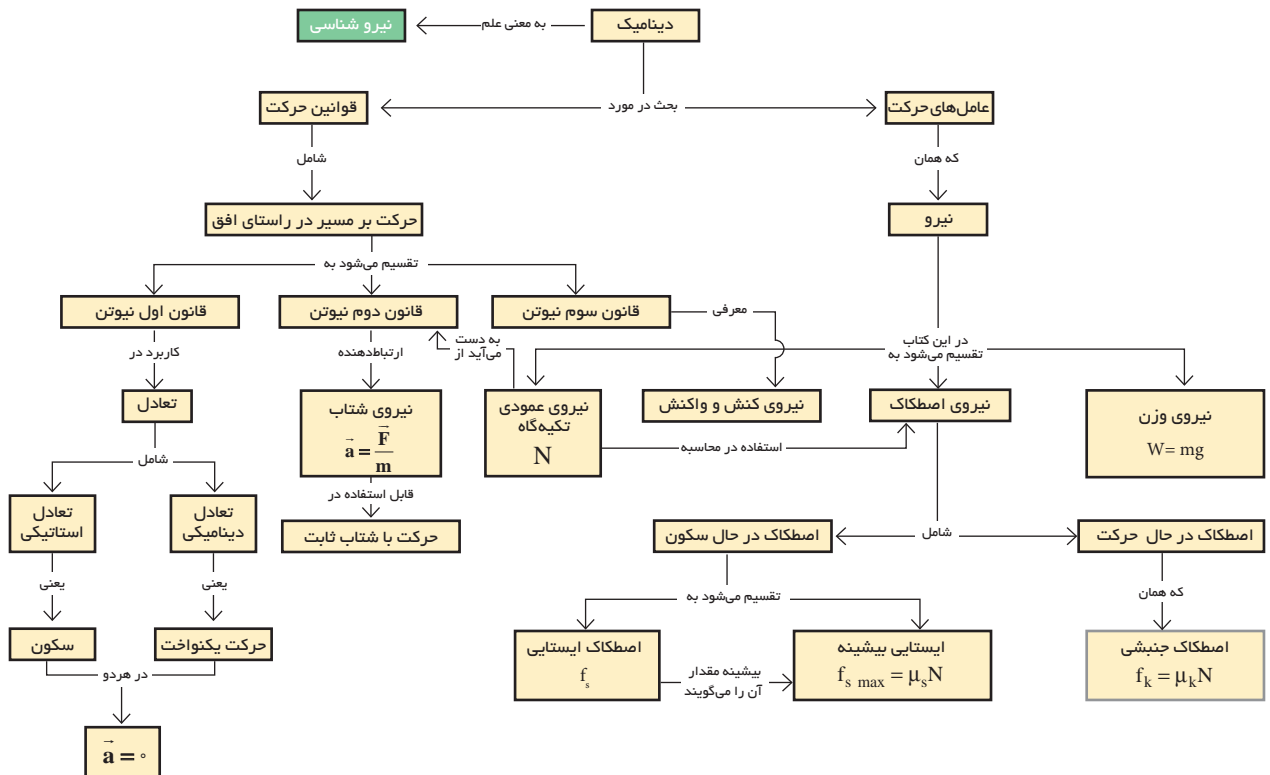 دینامیک
به معنی علم
نیرو شناسی
بحث در مورد
عامل‌های حرکت
قوانین حرکت
که همان
شامل
نیرو
حرکت بر مسیر در راستای افق
تقسیم می‌شود به
قانون سوم نیوتن
قانون دوم نیوتن
قانون اول نیوتن
معرفی
در این کتاب
تقسیم می‌شود به
به دست
می‌آید از
ارتباط‌دهنده
کاربرد در
نیروی وزن
W= mg
نیروی اصطکاک
نیروی کنش و واکنش
نیروی عمودی
تکیه‌گاه
N
نیروی شتاب
a⃗ = F⃗/m
تعادل
استفاده در محاسبه
شامل
قابل استفاده در
تعادل
دینامیکی
تعادل
استاتیکی
حرکت با شتاب ثابت
اصطکاک در حال حرکت
شامل
اصطکاک در حال سکون
یعنی
یعنی
که همان
تقسیم می‌شود به
حرکت یکنواخت
سکون
اصطکاک جنبشی
fₖ = μₖN
ایستایی بیشینه
f s max = μₛN
اصطکاک ایستایی
fₛ
بیشینه مقدار
آن را می‌گویند
در هردو
a⃗ = ۰